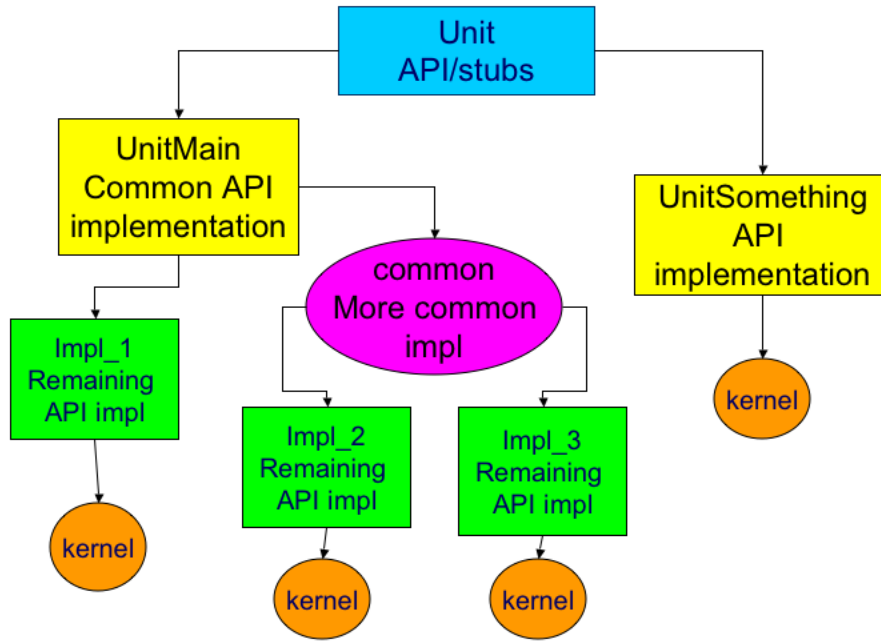 Unit
API/stubs
UnitMain
Common API
implementation
UnitSomething
API
implementation
common
More common
impl
Impl_1
Remaining
API impl
kernel
Impl_2
Remaining
API impl
Impl_3
Remaining
API impl
kernel
kernel
kernel